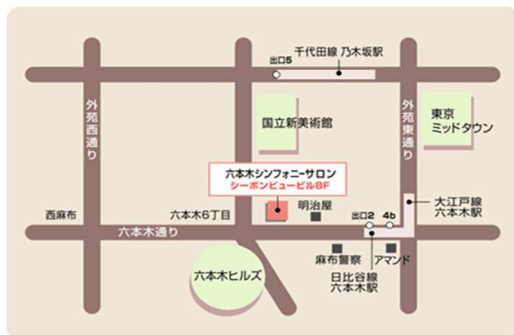 千代田線 乃木坂駅
出口5
外苑西通り
国立新美術館
外苑東通り
東京
ミッドタウン
六本木シンフォニーサロン
シーボンビュービル8F
大江戸線
六本木駅
西麻布
六本木6丁目
明治屋
出口2
4b
六本木通り
麻布警察
アマンド
日比谷線
六本木駅
六本木ヒルズ